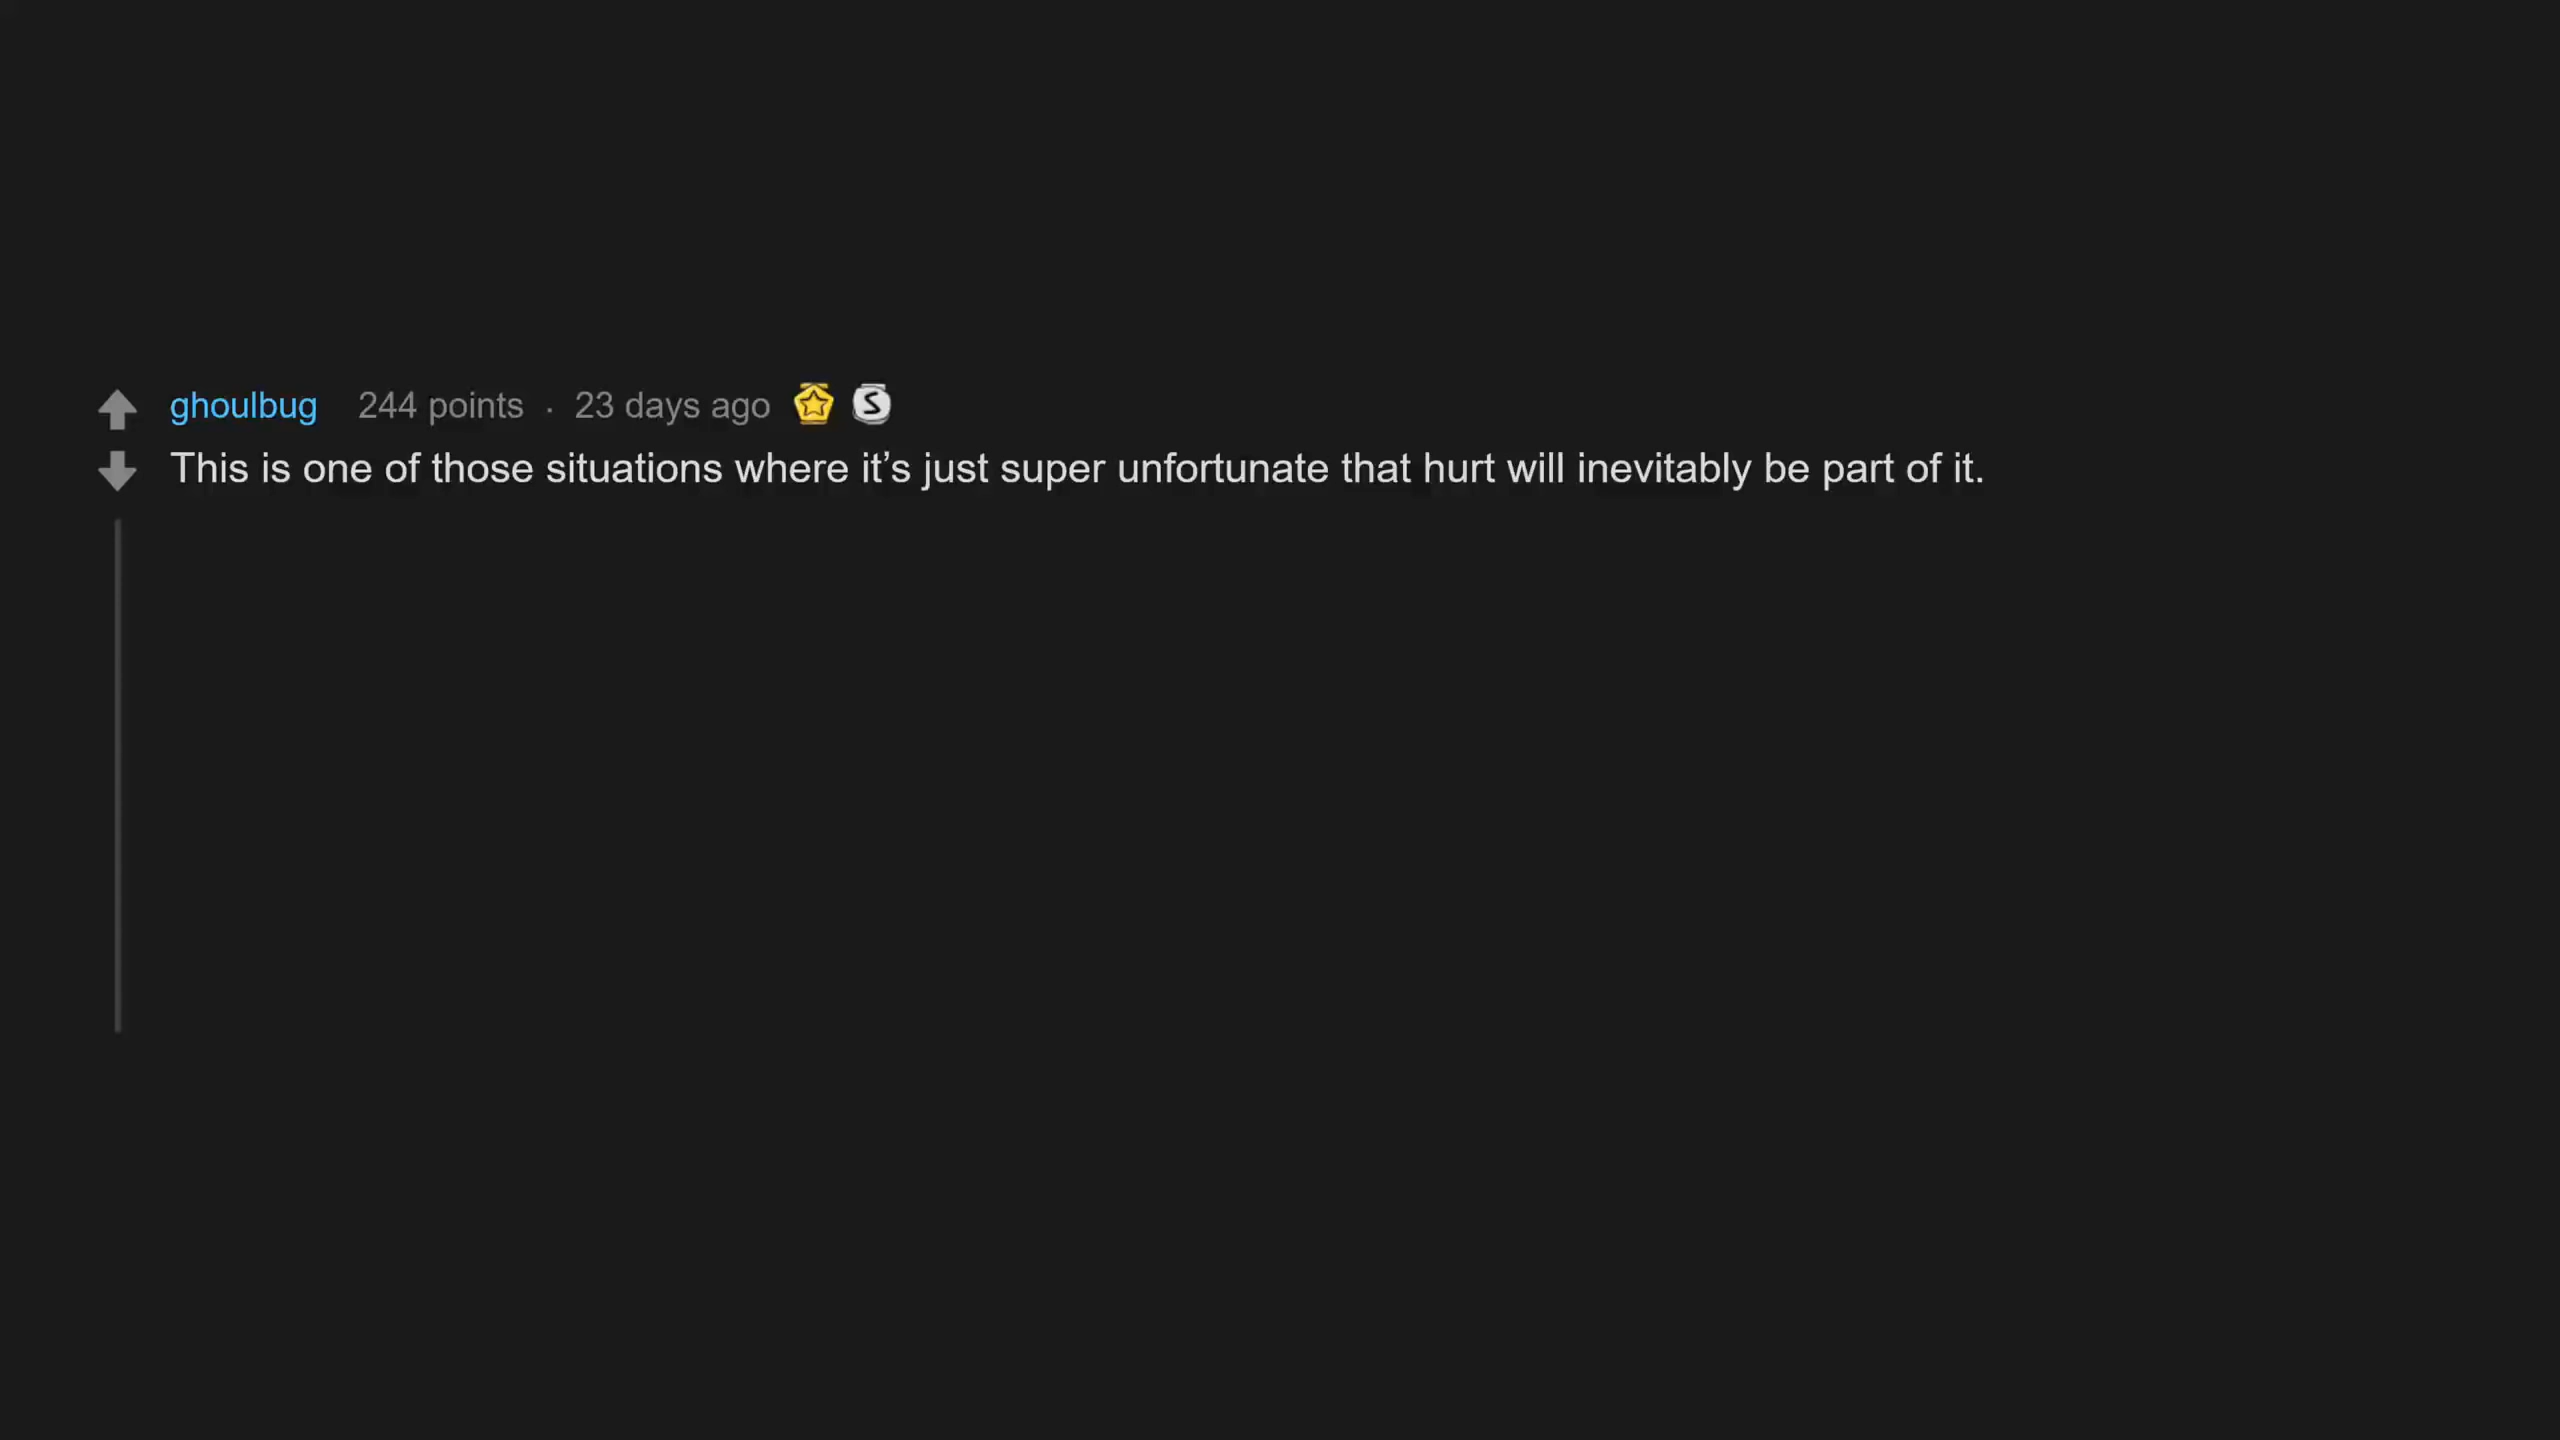 ghoulbug 244 points · 23 days ago S
This is one of those situations where it’s just super unfortunate that hurt will inevitably be part of it.